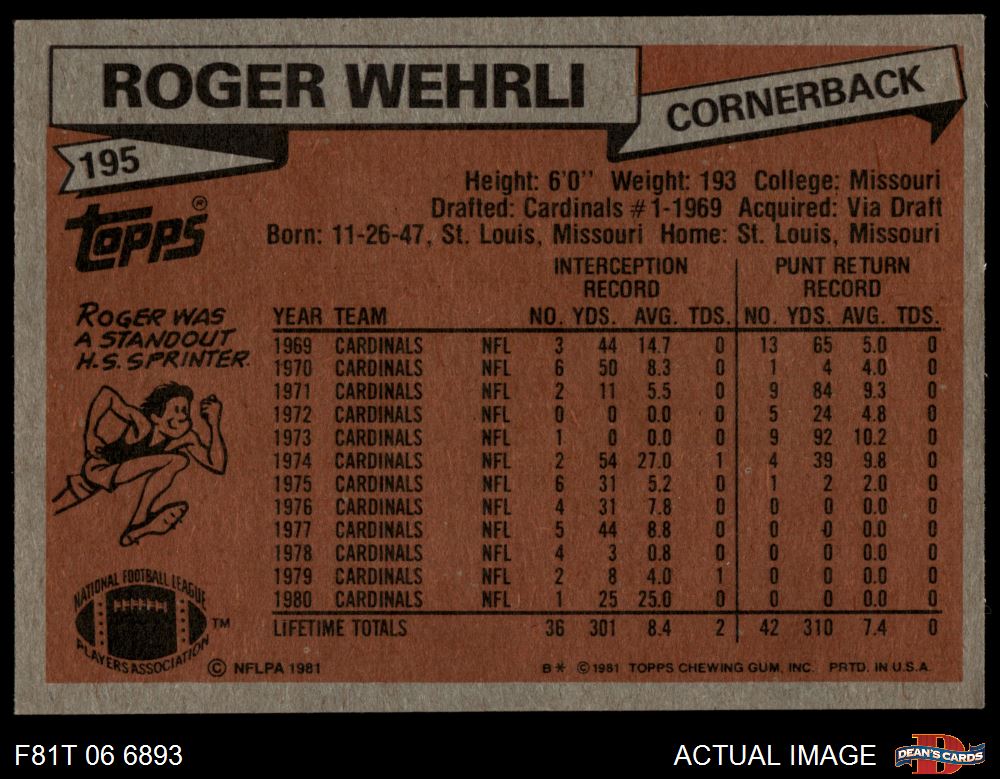 ROGER WEHRLI
CORNERBACK
195
TOPPS®
Height: 6'0" Weight: 193 College: Missouri
Drafted: Cardinals #1-1969 Acquired: Via Draft
Born: 11-26-47, St. Louis, Missouri Home: St. Louis, Missouri
ROGER WAS
A STANDOUT
H.S. SPRINTER.
INTERCEPTION RECORD PUNT RETURN RECORD
YEAR TEAM NO. YDS. AVG. TDS. NO. YDS. AVG. TDS.
1969 CARDINALS NFL 3 44 14.7 0 13 65 5.0 0
1970 CARDINALS NFL 6 50 8.3 0 1 4 4.0 0
1971 CARDINALS NFL 2 11 5.5 0 9 84 9.3 0
1972 CARDINALS NFL 0 0 0.0 0 5 24 4.8 0
1973 CARDINALS NFL 1 0 0.0 0 9 92 10.2 0
1974 CARDINALS NFL 2 54 27.0 1 4 39 9.8 0
1975 CARDINALS NFL 6 31 5.2 0 1 2 2.0 0
1976 CARDINALS NFL 4 31 7.8 0 0 0 0.0 0
1977 CARDINALS NFL 5 44 8.8 0 0 0 0.0 0
1978 CARDINALS NFL 4 3 0.8 0 0 0 0.0 0
1979 CARDINALS NFL 2 8 4.0 1 0 0 0.0 0
1980 CARDINALS NFL 1 25 25.0 0 0 0 0.0 0
LIFETIME TOTALS 36 301 8.4 2 42 310 7.4 0
NATIONAL FOOTBALL LEAGUE
PLAYERS ASSOCIATION
TM
© NFLPA 1981
B* ©1981 TOPPS CHEWING GUM, INC. PRTD. IN U.S.A.
F81T 06 6893
ACTUAL IMAGE
DEAN'S CARDS